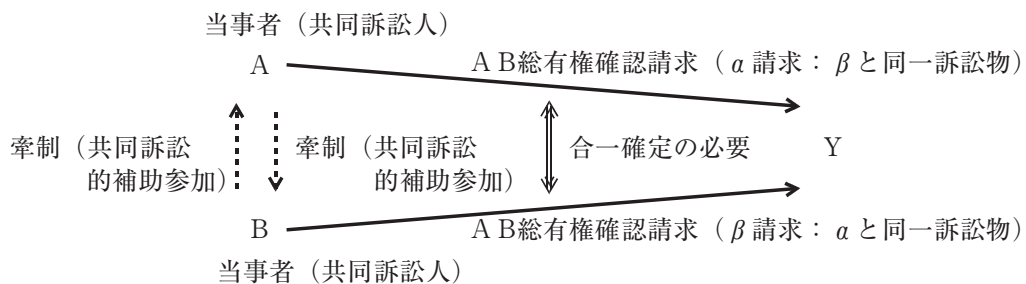 当事者（共同訴訟人）
A
ＡＢ総有権確認請求（α請求：βと同一訴訟物）
牽制（共同訴訟
的補助参加）
牽制（共同訴訟
的補助参加）
合一確定の必要
Y
B
ＡＢ総有権確認請求（β請求：αと同一訴訟物）
当事者（共同訴訟人）